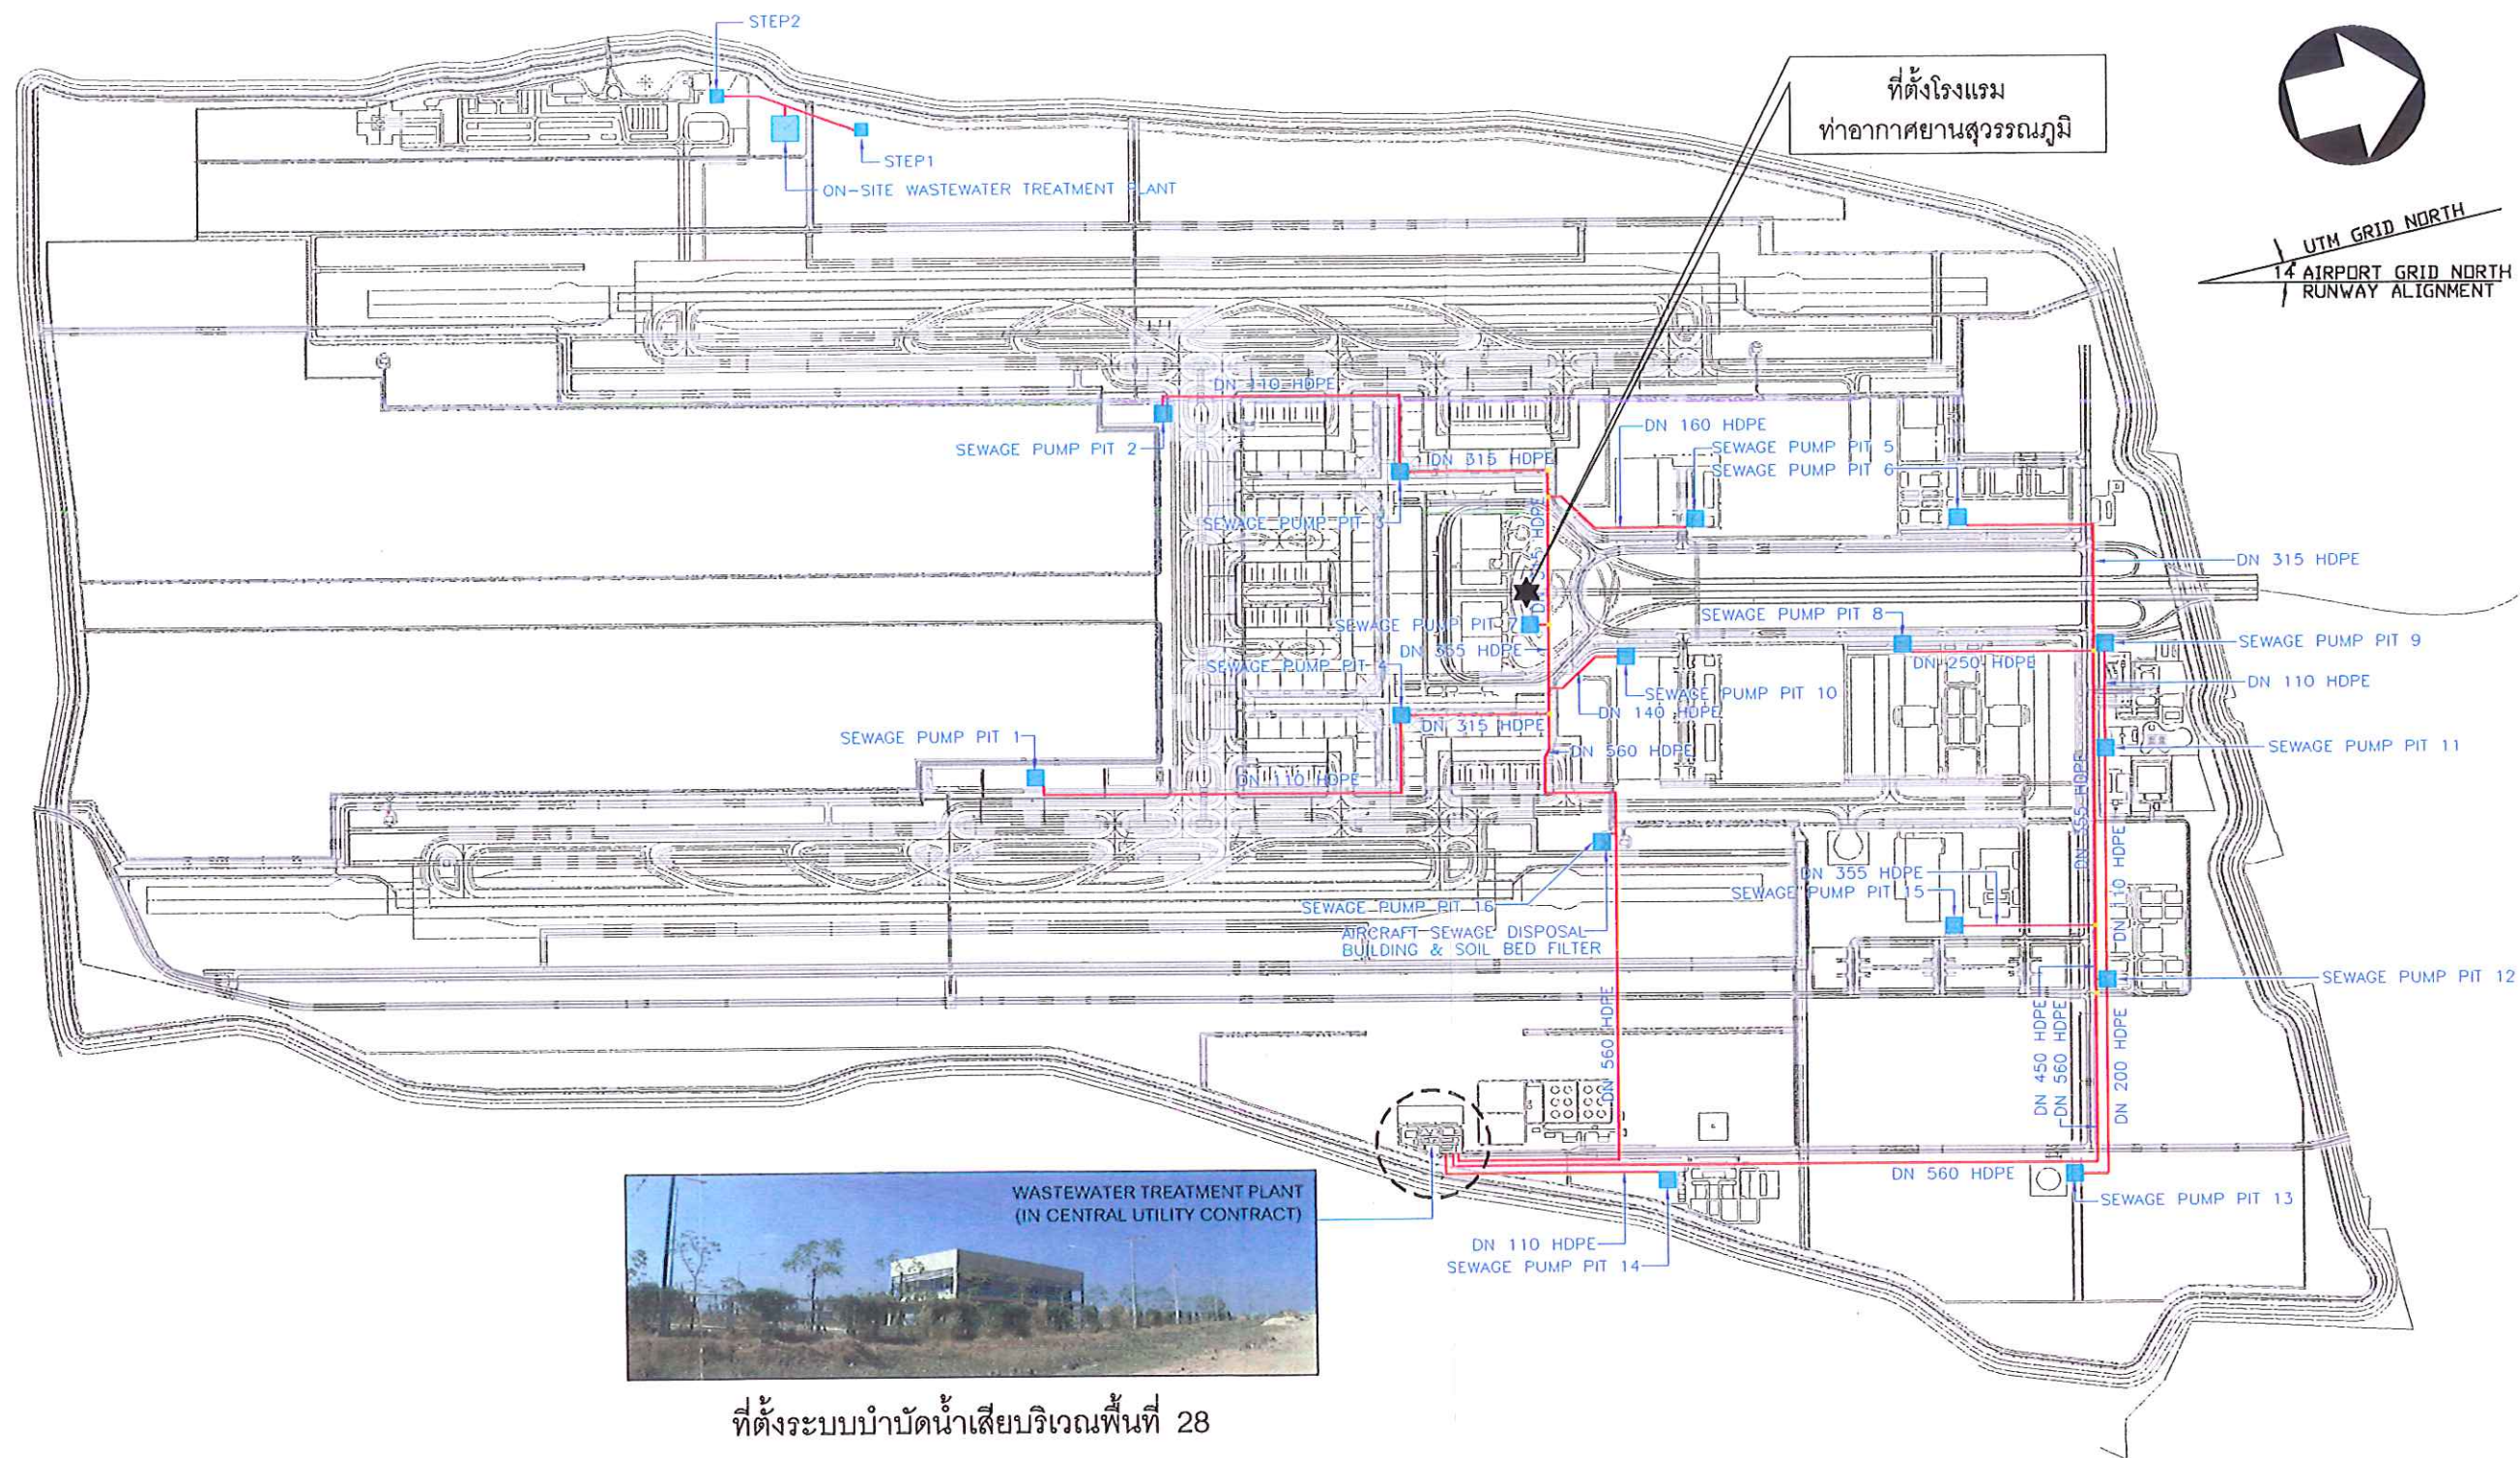 STEP2
ที่ตั้งโรงแรม
ท่าอากาศยานสุวรรณภูมิ
STEP1
ON-SITE WASTEWATER TREATMENT PLANT
UTM GRID NORTH
14 AIRPORT GRID NORTH
RUNWAY ALIGNMENT
DN 110 HDPE
SEWAGE PUMP PIT 2
DN 315 HDPE
SEWAGE PUMP PIT 3
DN 160 HDPE
SEWAGE PUMP PIT 5
SEWAGE PUMP PIT 6
DN 315 HDPE
SEWAGE PUMP PIT 7
DN 355 HDPE
SEWAGE PUMP PIT 4
SEWAGE PUMP PIT 8
DN 250 HDPE
SEWAGE PUMP PIT 9
DN 110 HDPE
SEWAGE PUMP PIT 10
DN 140 HDPE
DN 315 HDPE
SEWAGE PUMP PIT 1
DN 560 HDPE
SEWAGE PUMP PIT 11
DN 110 HDPE
DN 355 HDPE
DN 110 HDPE
DN 355 HDPE
SEWAGE PUMP PIT 15
SEWAGE PUMP PIT 16
AIRCRAFT SEWAGE DISPOSAL
BUILDING & SOIL BED FILTER
SEWAGE PUMP PIT 12
DN 560 HDPE
DN 450 HDPE
DN 560 HDPE
DN 200 HDPE
WASTEWATER TREATMENT PLANT
(IN CENTRAL UTILITY CONTRACT)
DN 560 HDPE
SEWAGE PUMP PIT 13
DN 110 HDPE
SEWAGE PUMP PIT 14
ที่ตั้งระบบบำบัดน้ำเสียบริเวณพื้นที่ 28